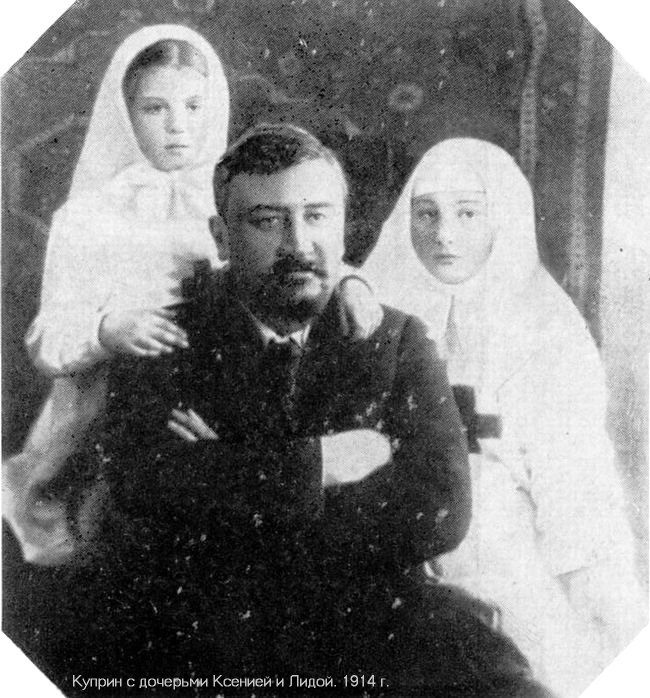 Куприн с дочерьми Ксенией и Лидой. 1914 г.